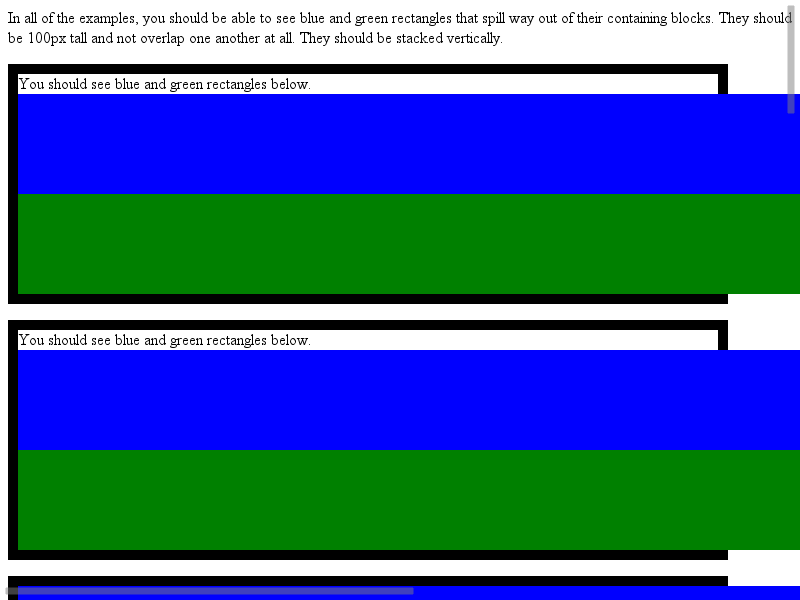 In all of the examples, you should be able to see blue and green rectangles that spill way out of their containing blocks. They should
be 100px tall and not overlap one another at all. They should be stacked vertically.
You should see blue and green rectangles below.
You should see blue and green rectangles below.